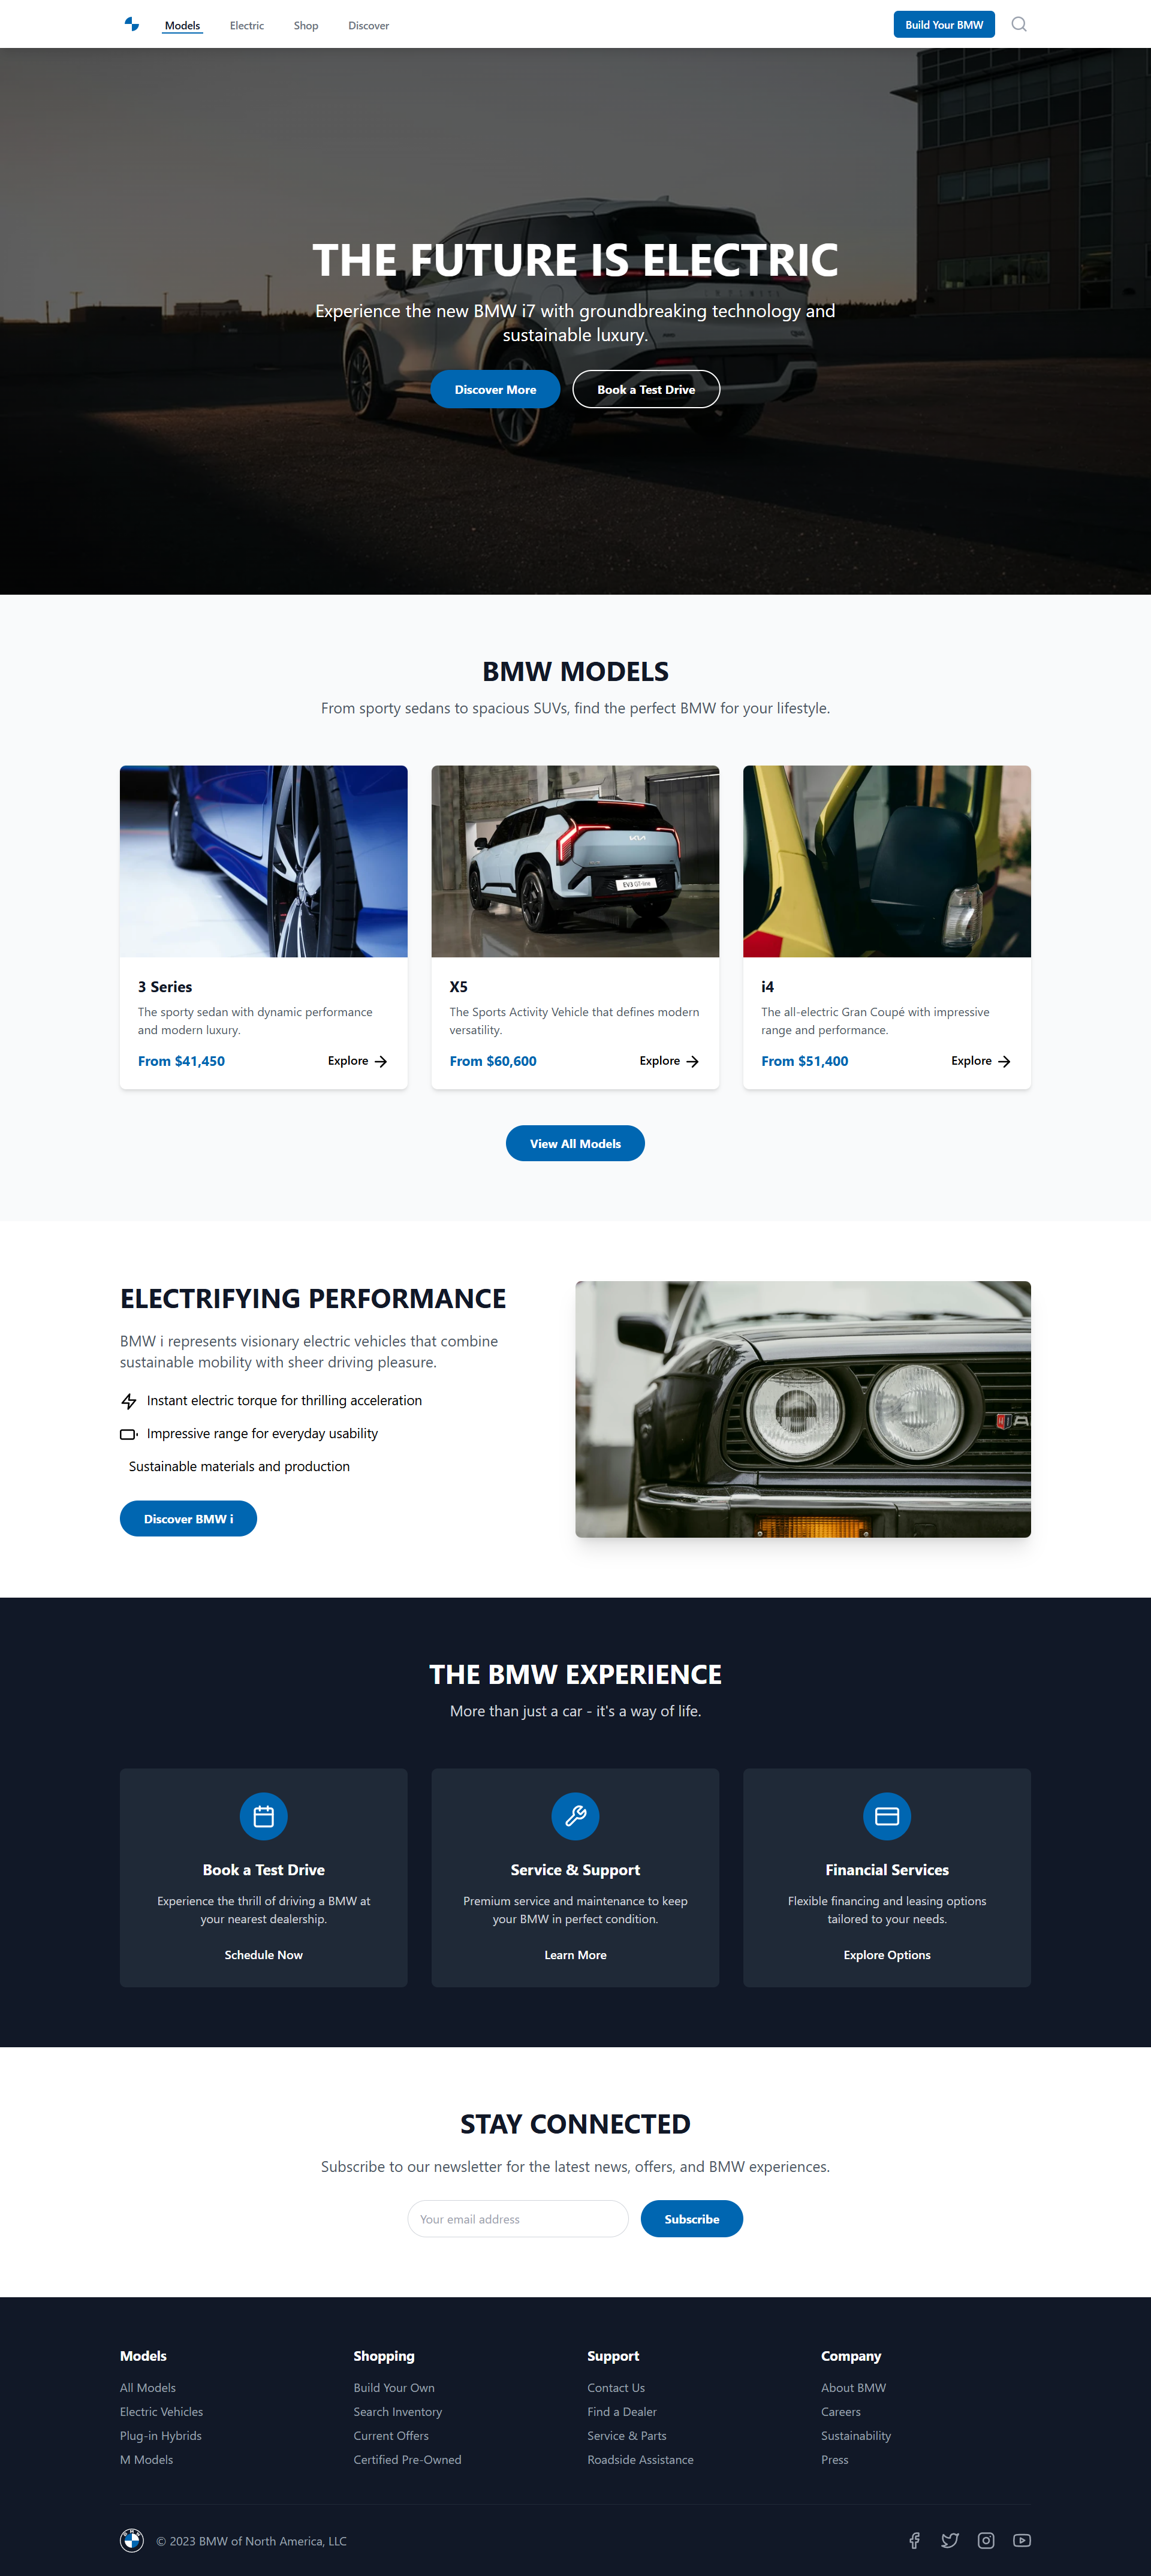 Models
Electric
Shop
Discover
Build Your BMW
THE FUTURE IS ELECTRIC
Experience the new BMW i7 with groundbreaking technology and
sustainable luxury.
Discover More
Book a Test Drive
BMW MODELS
From sporty sedans to spacious SUVs, find the perfect BMW for your lifestyle.
KIA
EV3 GT-line
3 Series
The sporty sedan with dynamic performance
and modern luxury.
From $41,450
Explore
X5
The Sports Activity Vehicle that defines modern
versatility.
From $60,600
Explore
i4
The all-electric Gran Coupé with impressive
range and performance.
From $51,400
Explore
View All Models
ELECTRIFYING PERFORMANCE
BMW i represents visionary electric vehicles that combine
sustainable mobility with sheer driving pleasure.
Instant electric torque for thrilling acceleration
Impressive range for everyday usability
Sustainable materials and production
Discover BMW i
THE BMW EXPERIENCE
More than just a car - it's a way of life.
Book a Test Drive
Experience the thrill of driving a BMW at
your nearest dealership.
Schedule Now
Service & Support
Premium service and maintenance to keep
your BMW in perfect condition.
Learn More
Financial Services
Flexible financing and leasing options
tailored to your needs.
Explore Options
STAY CONNECTED
Subscribe to our newsletter for the latest news, offers, and BMW experiences.
Your email address
Subscribe
Models
All Models
Electric Vehicles
Plug-in Hybrids
M Models
Shopping
Build Your Own
Search Inventory
Current Offers
Certified Pre-Owned
Support
Contact Us
Find a Dealer
Service & Parts
Roadside Assistance
Company
About BMW
Careers
Sustainability
Press
BMW
© 2023 BMW of North America, LLC